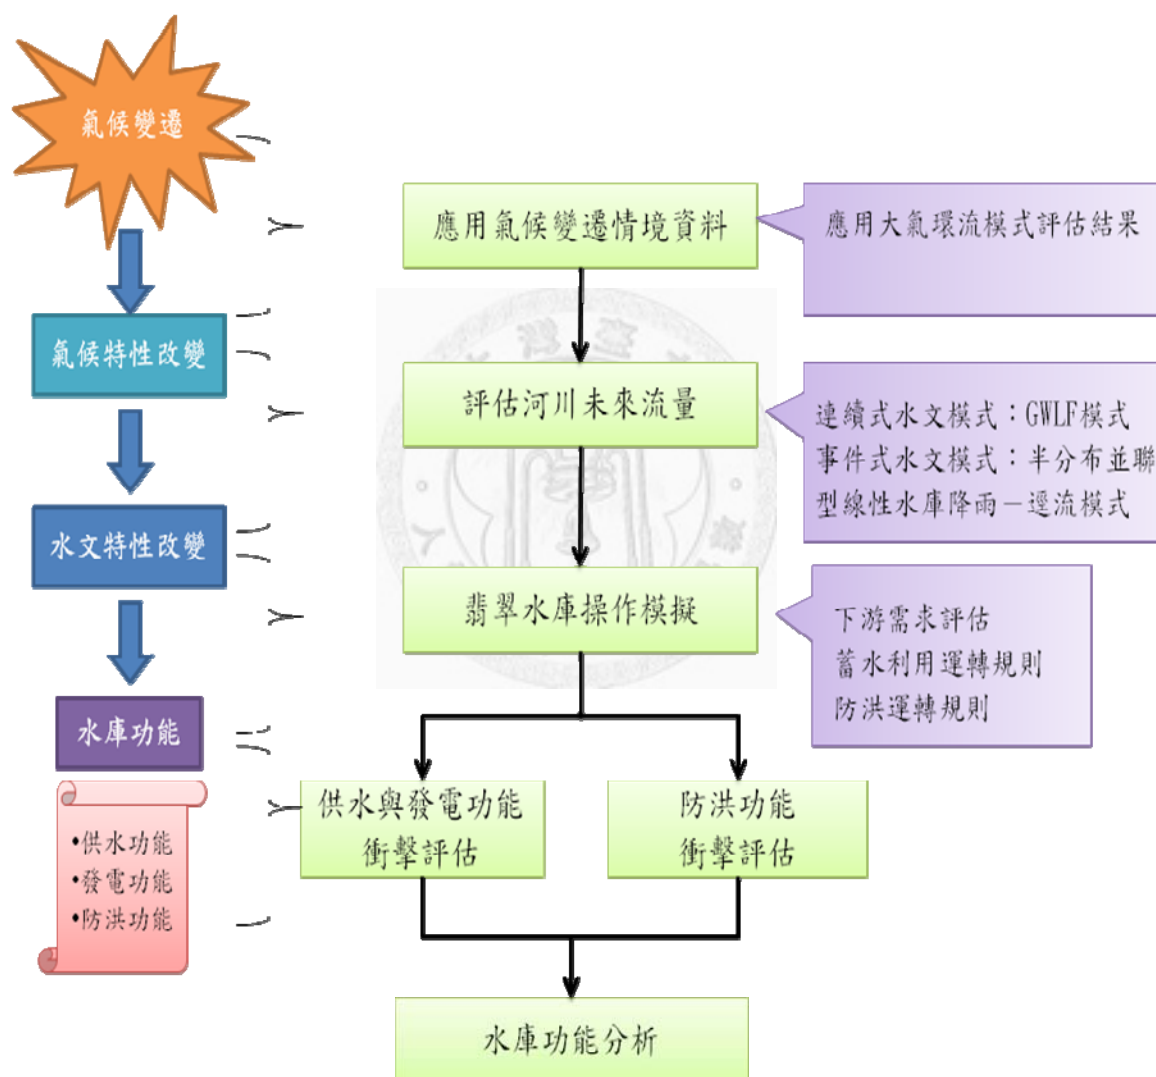 氣候變遷
氣候特性改變
水文特性改變
水庫功能
•供水功能
•發電功能
•防洪功能
應用氣候變遷情境資料
應用大氣環流模式評估結果
評估河川未來流量
連續式水文模式：GWLF模式
事件式水文模式：半分布並聯
型線性水庫降雨－逕流模式
翡翠水庫操作模擬
下游需求評估
蓄水利用運轉規則
防洪運轉規則
供水與發電功能
衝擊評估
防洪功能
衝擊評估
水庫功能分析